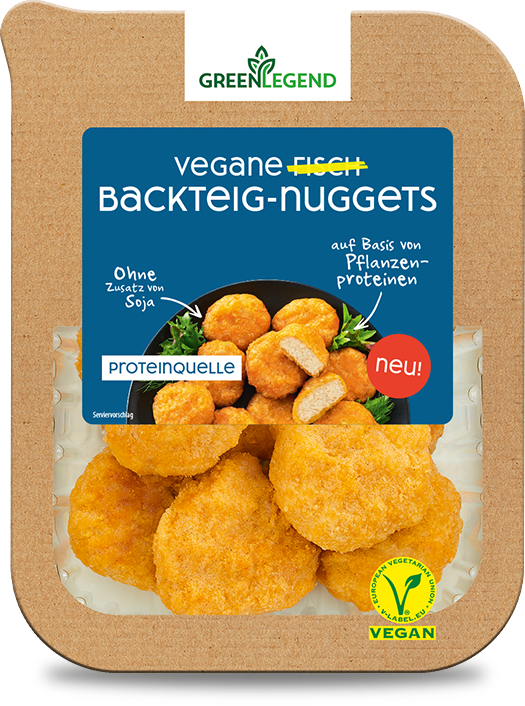 GREENLEGEND
VEGANE FISCH
BACKTEIG-NUGGETS
auf Basis von
Pflanzen-
proteinen
Ohne
Zusatz von
Soja
PROTEINQUELLE
neu!
Serviervorschlag
EUROPEAN VEGETARIAN UNION
V-LABEL.EU
VEGAN